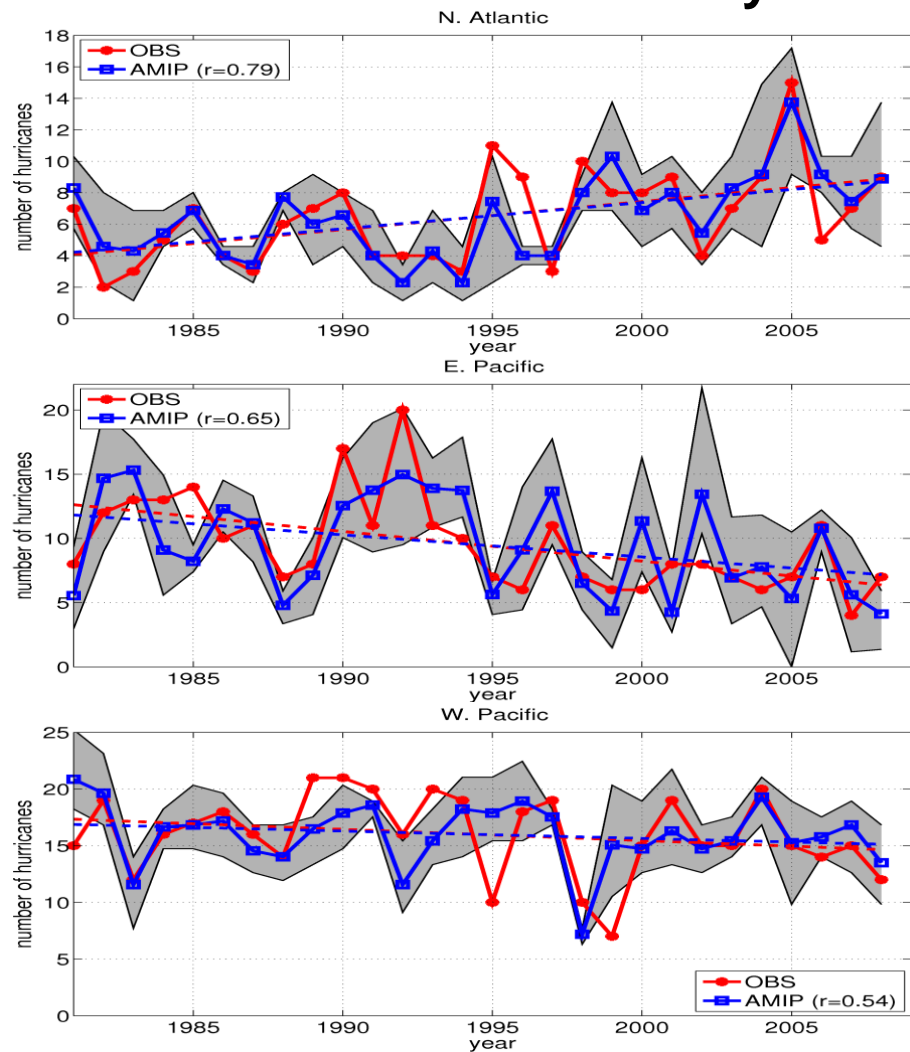 y
N. Atlantic
18
16
14
12
10
8
6
4
2
0
number of hurricanes
OBS
AMIP (r=0.79)
1985 1990 1995 2000 2005
year
E. Pacific
20
15
10
5
0
number of hurricanes
OBS
AMIP (r=0.65)
1985 1990 1995 2000 2005
year
W. Pacific
25
20
15
10
5
0
number of hurricanes
OBS
AMIP (r=0.54)
1985 1990 1995 2000 2005
year